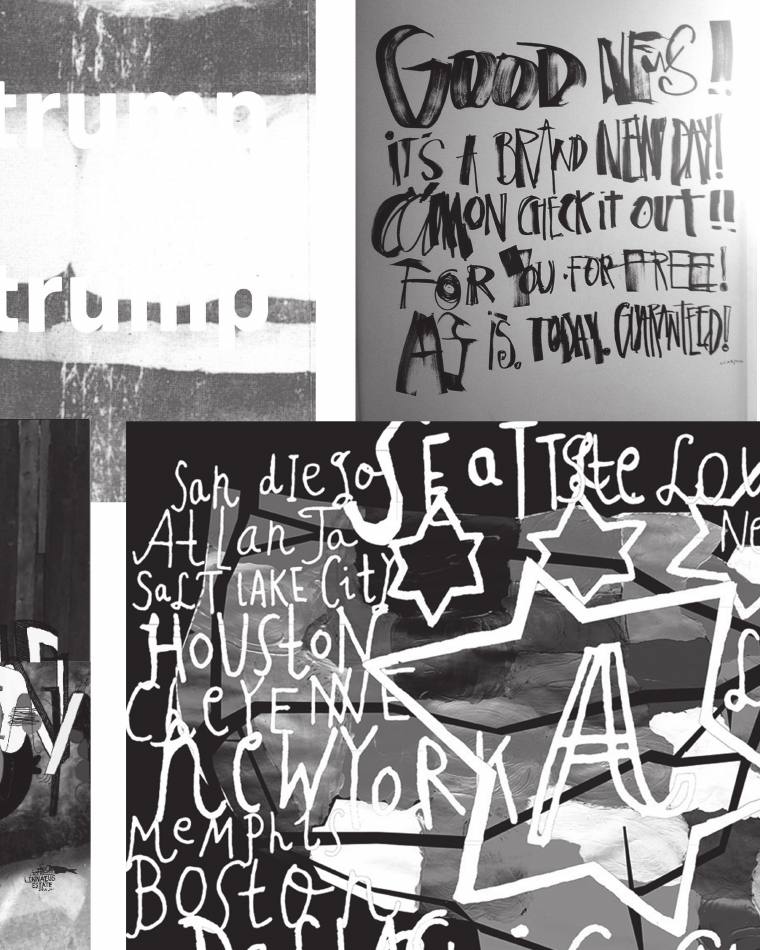 trump
trump
GOOD NEWS!!
iT'S A BRAND NEW DAY!
C'MON CHECK iT OUT!!
FOR YOU. FOR FREE!
AS iS. TODAY. GUARANTEED!
SEaTTLe
San dIego
AtLanTa
SaLT LAKE CiTy
HOUStoN
CheYENNE
NEWYoRK
A
MeMPhIS
BOStOn